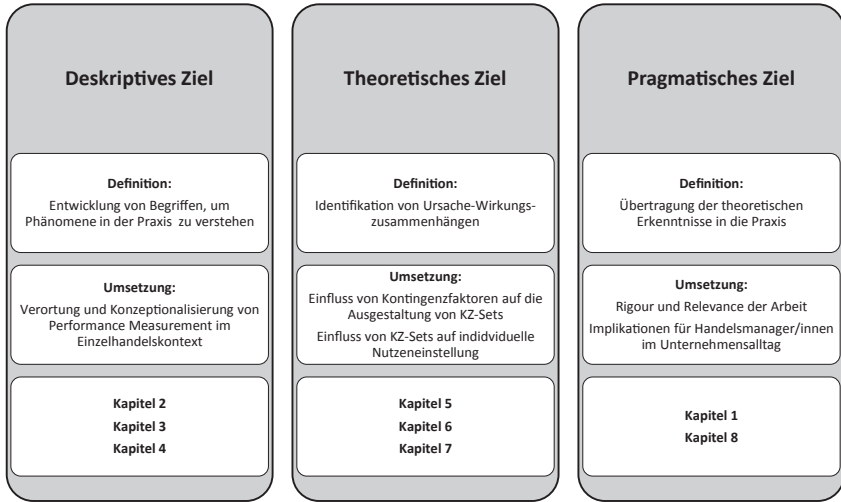 Deskriptives Ziel
Definition:
Entwicklung von Begriffen, um
Phänomene in der Praxis zu verstehen
Umsetzung:
Verortung und Konzeptionalisierung von
Performance Measurement im
Einzelhandelskontext
Kapitel 2
Kapitel 3
Kapitel 4
Theoretisches Ziel
Definition:
Identifikation von Ursache-Wirkungs-
zusammenhängen
Umsetzung:
Einfluss von Kontingenzfaktoren auf die
Ausgestaltung von KZ-Sets
Einfluss von KZ-Sets auf indidviduelle
Nutzeneinstellung
Kapitel 5
Kapitel 6
Kapitel 7
Pragmatisches Ziel
Definition:
Übertragung der theoretischen
Erkenntnisse in die Praxis
Umsetzung:
Rigour und Relevance der Arbeit
Implikationen für Handelsmanager/innen
im Unternehmensalltag
Kapitel 1
Kapitel 8